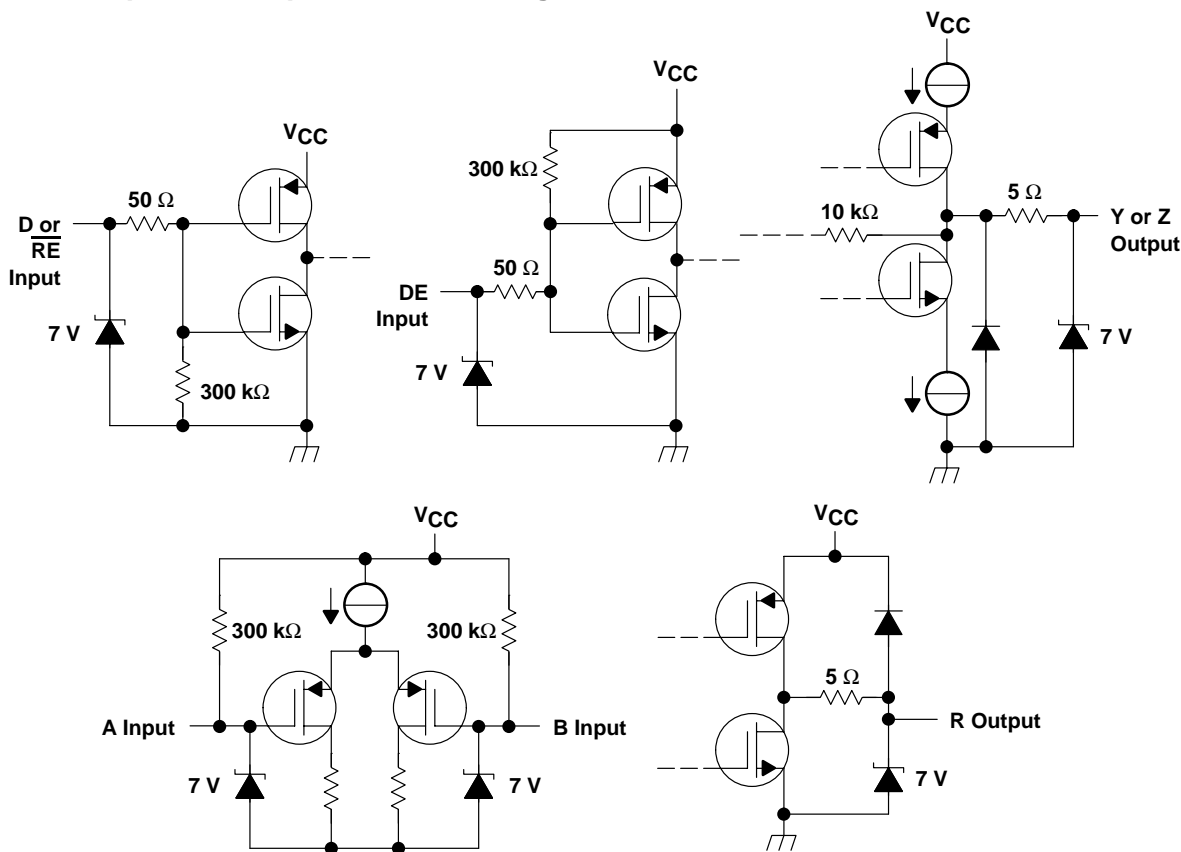 VCC
D or
RE
Input
50 Ω
7 V
300 kΩ
VCC
300 kΩ
50 Ω
DE
Input
7 V
VCC
10 kΩ
5 Ω
Y or Z
Output
7 V
VCC
300 kΩ
300 kΩ
A Input
B Input
7 V
7 V
VCC
5 Ω
R Output
7 V